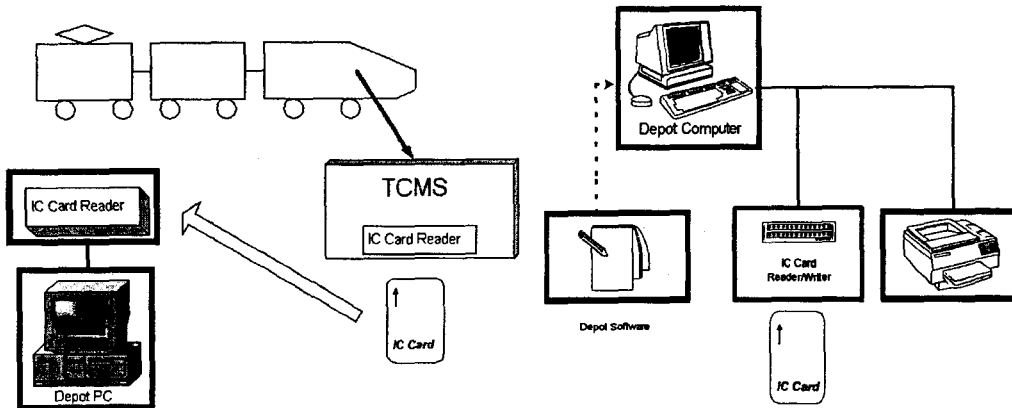 TCMS
IC Card Reader
IC Card Reader
IC Card
Depot PC
Depot Computer
Depot Software
IC Card
Reader/Writer
IC Card